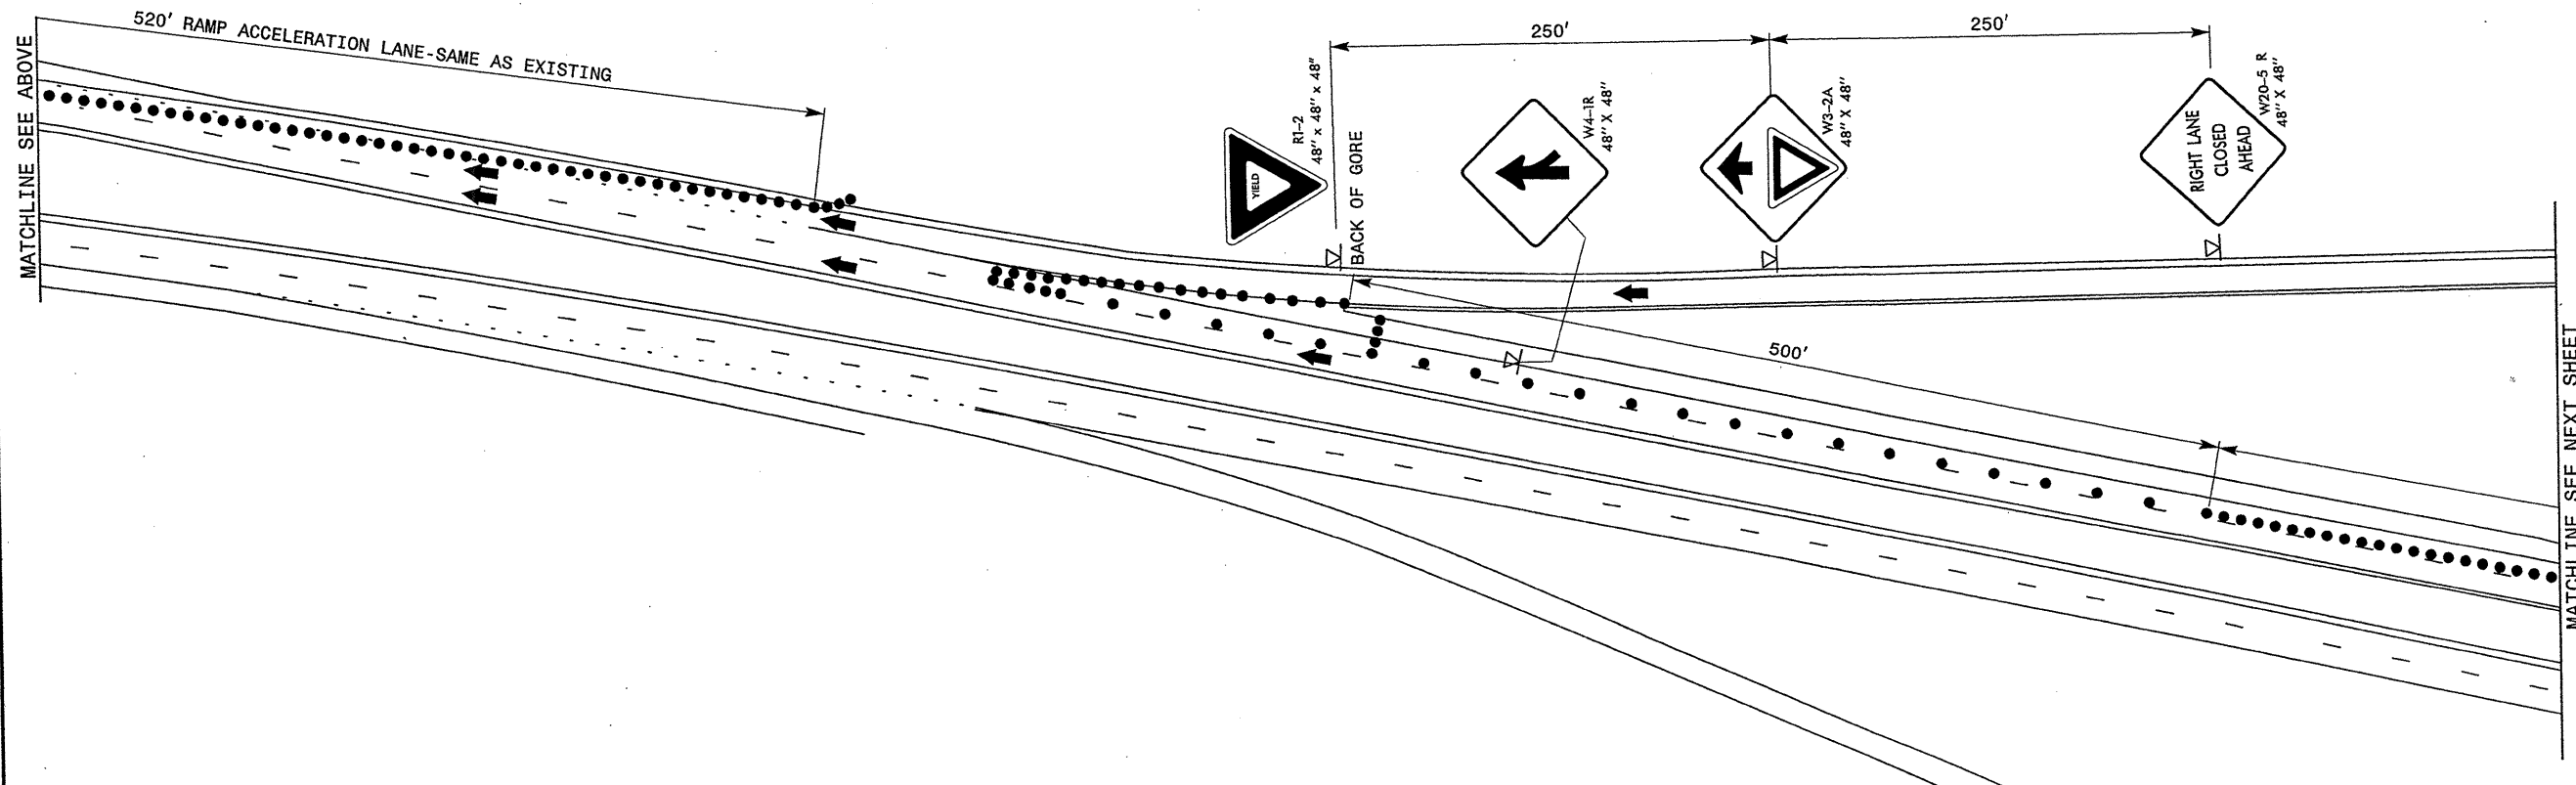 MATCHLINE SEE ABOVE
520' RAMP ACCELERATION LANE-SAME AS EXISTING
250'
250'
YIELD
R1-2
48" x 48" x 48"
BACK OF GORE
W4-1R
48" X 48"
W3-2A
48" X 48"
RIGHT LANE
CLOSED
AHEAD
W20-5 R
48" X 48"
500'
MATCHLINE SEE NEXT SHEET